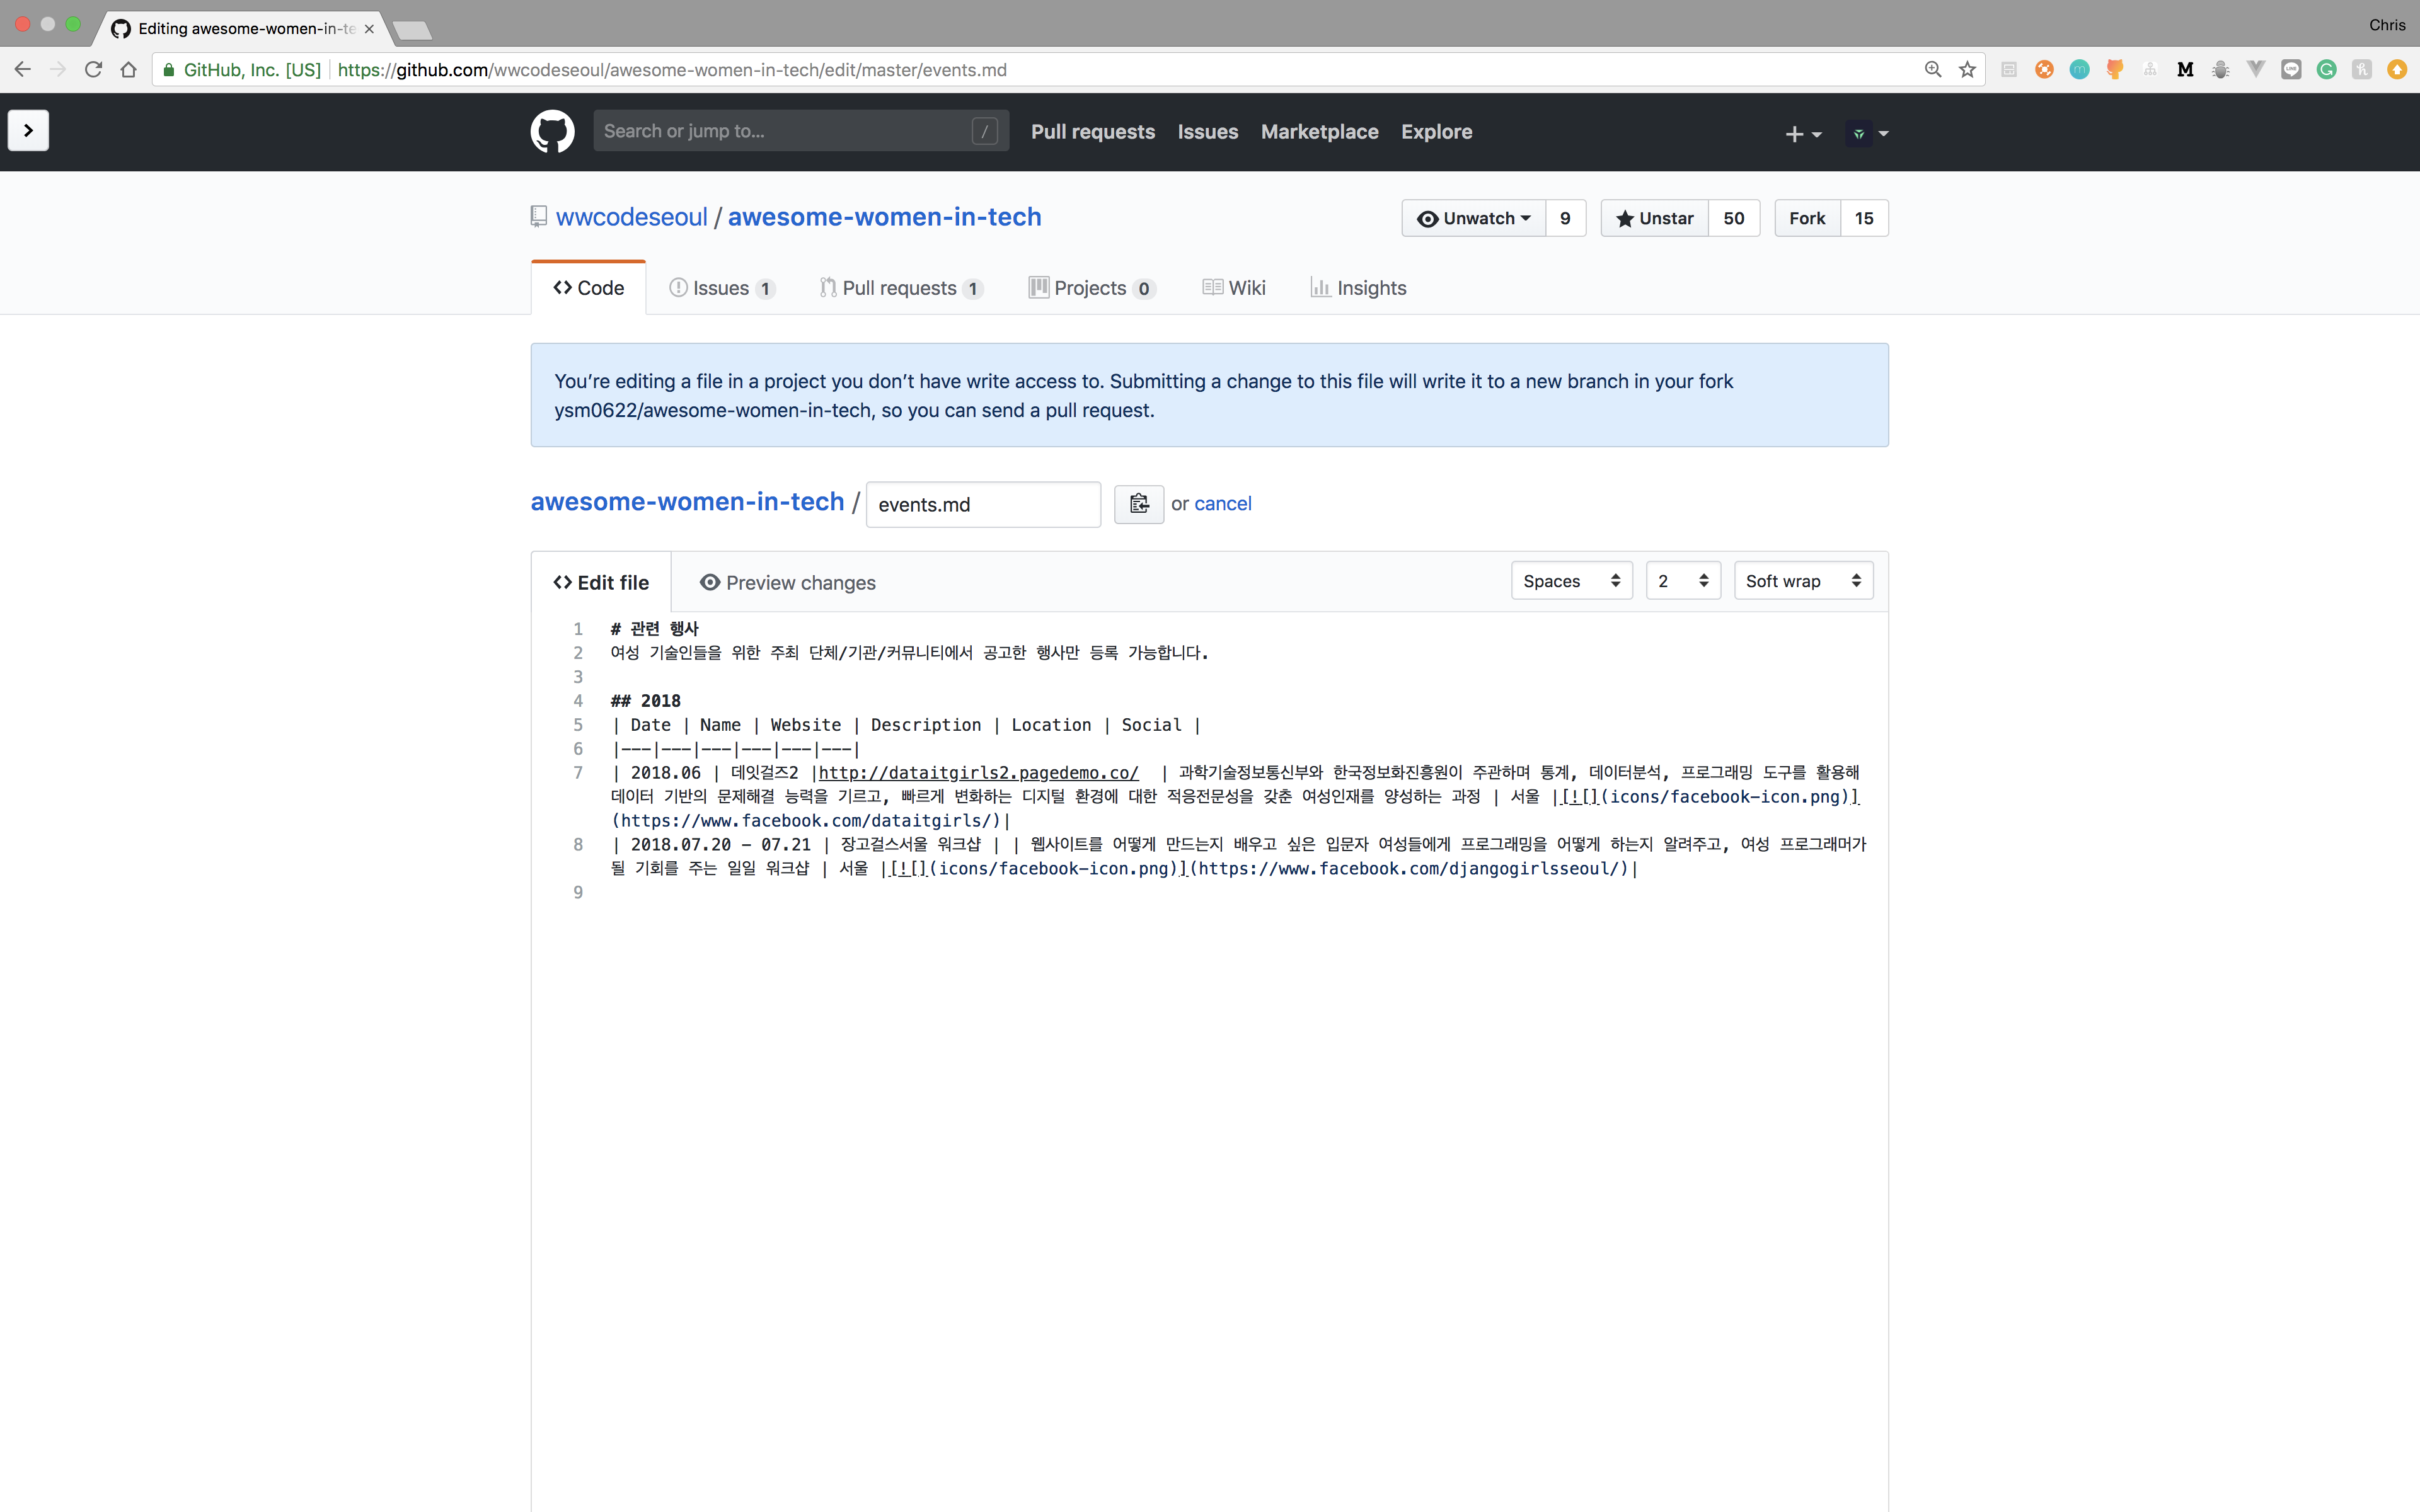 Editing awesome-women-in-te
Chris
GitHub, Inc. [US] | https://github.com/wwcodeseoul/awesome-women-in-tech/edit/master/events.md
Search or jump to... /
Pull requests Issues Marketplace Explore
wwcodeseoul / awesome-women-in-tech
Unwatch 9 Unstar 50 Fork 15
Code Issues 1 Pull requests 1 Projects 0 Wiki Insights
You’re editing a file in a project you don’t have write access to. Submitting a change to this file will write it to a new branch in your fork
ysm0622/awesome-women-in-tech, so you can send a pull request.
awesome-women-in-tech / events.md or cancel
Edit file Preview changes Spaces 2 Soft wrap
1 # 관련 행사
2 여성 기술인들을 위한 주최 단체/기관/커뮤니티에서 공고한 행사만 등록 가능합니다.
3
4 ## 2018
5 | Date | Name | Website | Description | Location | Social |
6 |---|---|---|---|---|---|
7 | 2018.06 | 데잇걸즈2 |http://dataitgirls2.pagedemo.co/  | 과학기술정보통신부와 한국정보화진흥원이 주관하며 통계, 데이터분석, 프로그래밍 도구를 활용해
데이터 기반의 문제해결 능력을 기르고, 빠르게 변화하는 디지털 환경에 대한 적응전문성을 갖춘 여성인재를 양성하는 과정 | 서울 |[![](icons/facebook-icon.png)]
(https://www.facebook.com/dataitgirls/)|
8 | 2018.07.20 - 07.21 | 장고걸스서울 워크샵 | | 웹사이트를 어떻게 만드는지 배우고 싶은 입문자 여성들에게 프로그래밍을 어떻게 하는지 알려주고, 여성 프로그래머가
될 기회를 주는 일일 워크샵 | 서울 |[![](icons/facebook-icon.png)](https://www.facebook.com/djangogirlsseoul/)|
9